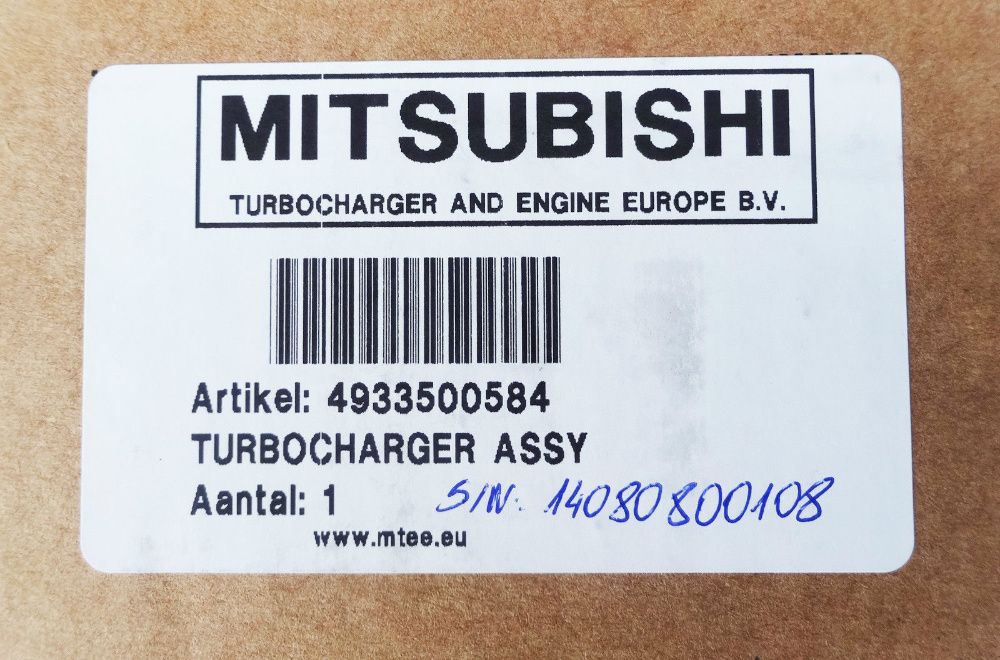 MITSUBISHI
TURBOCHARGER AND ENGINE EUROPE B.V.
Artikel: 4933500584
TURBOCHARGER ASSY
Aantal: 1 S/N. 14080800108
www.mtee.eu